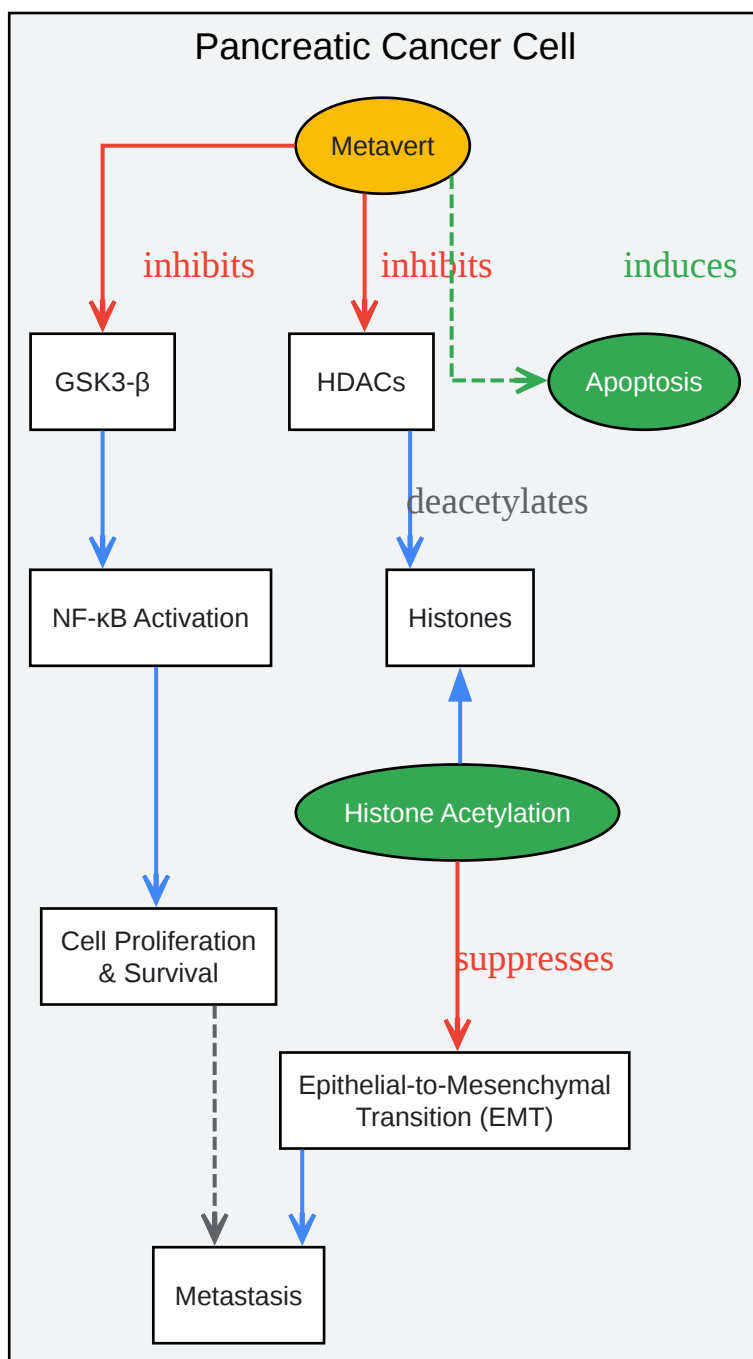 Pancreatic Cancer Cell
Metavert
inhibits
inhibits
induces
GSK3-β
HDACs
Apoptosis
deacetylates
NF-κB Activation
Histones
Histone Acetylation
Cell Proliferation
& Survival
suppresses
Epithelial-to-Mesenchymal
Transition (EMT)
Metastasis